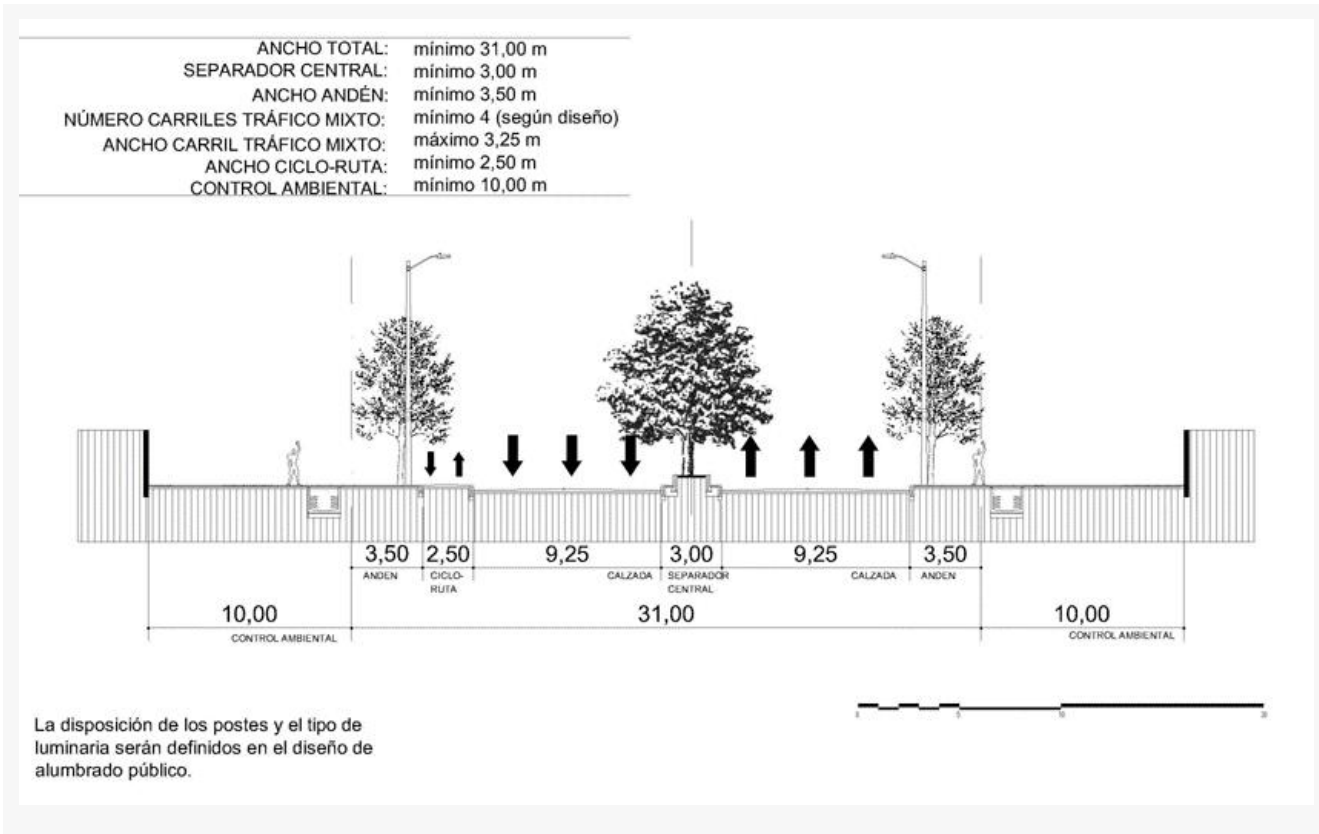 ANCHO TOTAL: mínimo 31,00 m
SEPARADOR CENTRAL: mínimo 3,00 m
ANCHO ANDÉN: mínimo 3,50 m
NÚMERO CARRILES TRÁFICO MIXTO: mínimo 4 (según diseño)
ANCHO CARRIL TRÁFICO MIXTO: máximo 3,25 m
ANCHO CICLO-RUTA: mínimo 2,50 m
CONTROL AMBIENTAL: mínimo 10,00 m
3,50 2,50 9,25 3,00 9,25 3,50
ANDEN CICLO- CALZADA SEPARADOR CALZADA ANDEN
RUTA CENTRAL
10,00 31,00 10,00
CONTROL AMBIENTAL CONTROL AMBIENTAL
0 5 10 20
La disposición de los postes y el tipo de
luminaria serán definidos en el diseño de
alumbrado público.